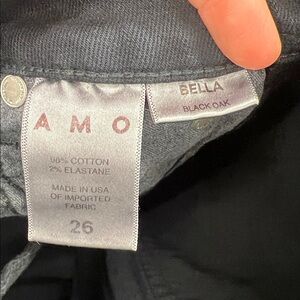 AMO
98% COTTON
2% ELASTANE
MADE IN USA
OF IMPORTED
FABRIC
26
BELLA
BLACK OAK